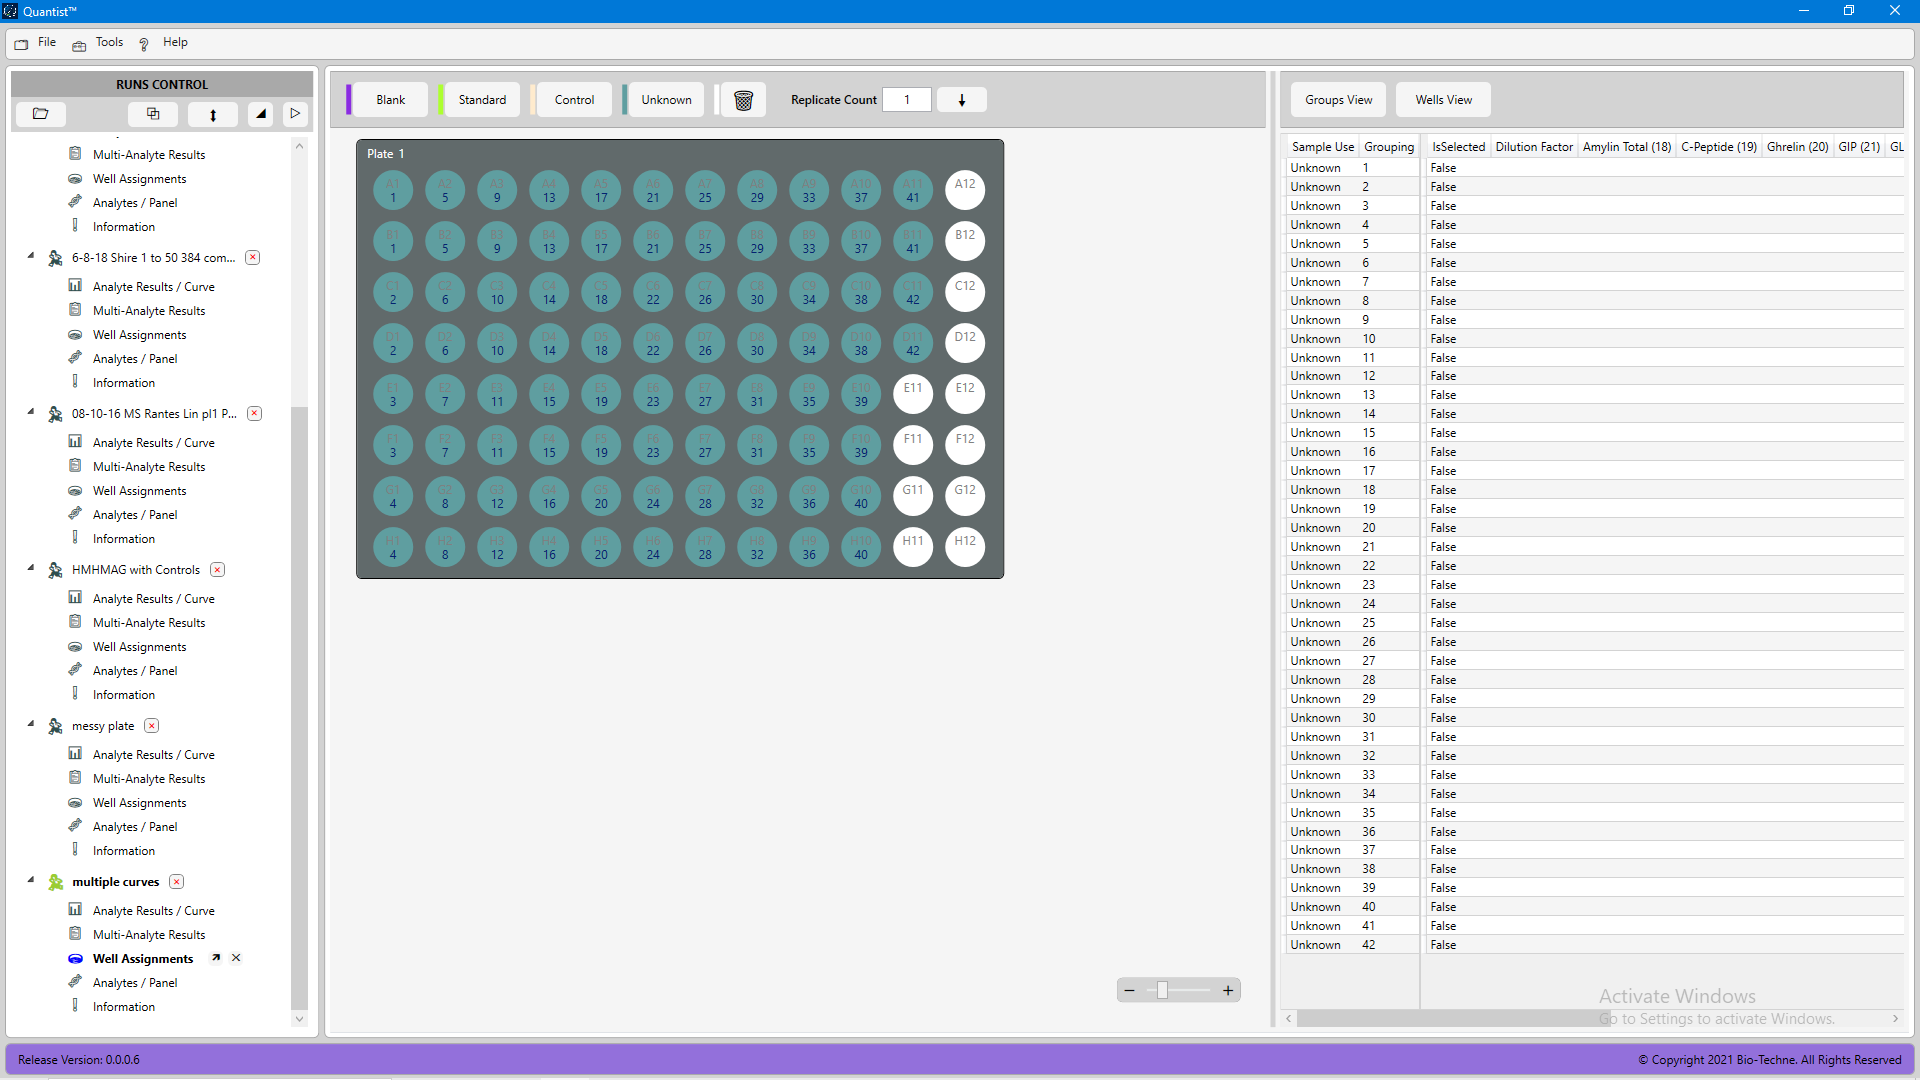 Quantist™
File Tools Help
RUNS CONTROL
Multi-Analyte Results
Well Assignments
Analytes / Panel
Information
6-8-18 Shire 1 to 50 384 com...
Analyte Results / Curve
Multi-Analyte Results
Well Assignments
Analytes / Panel
Information
08-10-16 MS Rantes Lin pl1 P...
Analyte Results / Curve
Multi-Analyte Results
Well Assignments
Analytes / Panel
Information
HMHMAG with Controls
Analyte Results / Curve
Multi-Analyte Results
Well Assignments
Analytes / Panel
Information
messy plate
Analyte Results / Curve
Multi-Analyte Results
Well Assignments
Analytes / Panel
Information
multiple curves
Analyte Results / Curve
Multi-Analyte Results
Well Assignments
Analytes / Panel
Information
Blank Standard Control Unknown Replicate Count 1
Plate 1
A1 A2 A3 A4 A5 A6 A7 A8 A9 A10 A11 A12
1 5 9 13 17 21 25 29 33 37 41
B1 B2 B3 B4 B5 B6 B7 B8 B9 B10 B11 B12
1 5 9 13 17 21 25 29 33 37 41
C1 C2 C3 C4 C5 C6 C7 C8 C9 C10 C11 C12
2 6 10 14 18 22 26 30 34 38 42
D1 D2 D3 D4 D5 D6 D7 D8 D9 D10 D11 D12
2 6 10 14 18 22 26 30 34 38 42
E1 E2 E3 E4 E5 E6 E7 E8 E9 E10 E11 E12
3 7 11 15 19 23 27 31 35 39
F1 F2 F3 F4 F5 F6 F7 F8 F9 F10 F11 F12
3 7 11 15 19 23 27 31 35 39
G1 G2 G3 G4 G5 G6 G7 G8 G9 G10 G11 G12
4 8 12 16 20 24 28 32 36 40
H1 H2 H3 H4 H5 H6 H7 H8 H9 H10 H11 H12
4 8 12 16 20 24 28 32 36 40
Groups View Wells View
Sample Use Grouping IsSelected Dilution Factor Amylin Total (18) C-Peptide (19) Ghrelin (20) GIP (21) GL
Unknown 1 False
Unknown 2 False
Unknown 3 False
Unknown 4 False
Unknown 5 False
Unknown 6 False
Unknown 7 False
Unknown 8 False
Unknown 9 False
Unknown 10 False
Unknown 11 False
Unknown 12 False
Unknown 13 False
Unknown 14 False
Unknown 15 False
Unknown 16 False
Unknown 17 False
Unknown 18 False
Unknown 19 False
Unknown 20 False
Unknown 21 False
Unknown 22 False
Unknown 23 False
Unknown 24 False
Unknown 25 False
Unknown 26 False
Unknown 27 False
Unknown 28 False
Unknown 29 False
Unknown 30 False
Unknown 31 False
Unknown 32 False
Unknown 33 False
Unknown 34 False
Unknown 35 False
Unknown 36 False
Unknown 37 False
Unknown 38 False
Unknown 39 False
Unknown 40 False
Unknown 41 False
Unknown 42 False
Activate Windows
Go to Settings to activate Windows.
Release Version: 0.0.0.6
© Copyright 2021 Bio-Techne. All Rights Reserved